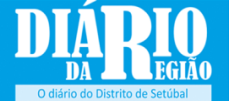 DIÁRIO
DA REGIÃO
O diário do Distrito de Setúbal